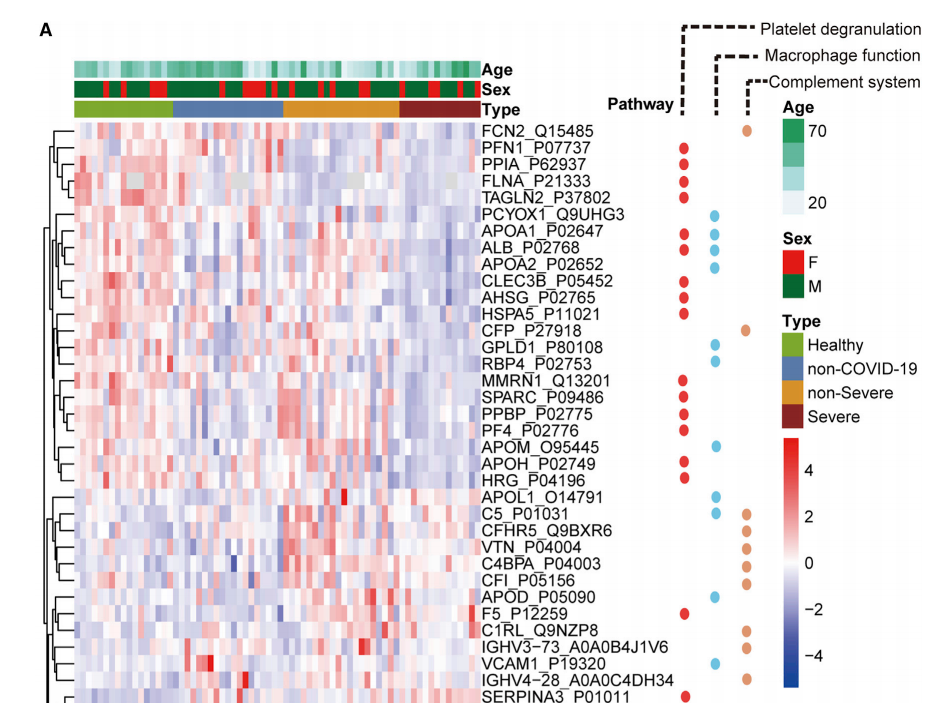 A
Platelet degranulation
Macrophage function
Complement system
Age
Sex
Type
Pathway
FCN2_Q15485
PFN1_P07737
PPIA_P62937
FLNA_P21333
TAGLN2_P37802
PCYOX1_Q9UHG3
APOA1_P02647
ALB_P02768
APOA2_P02652
CLEC3B_P05452
AHSG_P02765
HSPA5_P11021
CFP_P27918
GPLD1_P80108
RBP4_P02753
MMRN1_Q13201
SPARC_P09486
PPBP_P02775
PF4_P02776
APOM_O95445
APOH_P02749
HRG_P04196
APOL1_O14791
C5_P01031
CFHR5_Q9BXR6
VTN_P04004
C4BPA_P04003
CFI_P05156
APOD_P05090
F5_P12259
C1RL_Q9NZP8
IGHV3−73_A0A0B4J1V6
VCAM1_P19320
IGHV4−28_A0A0C4DH34
SERPINA3_P01011
Age
70
20
Sex
F
M
Type
Healthy
non-COVID-19
non-Severe
Severe
4
2
0
−2
−4